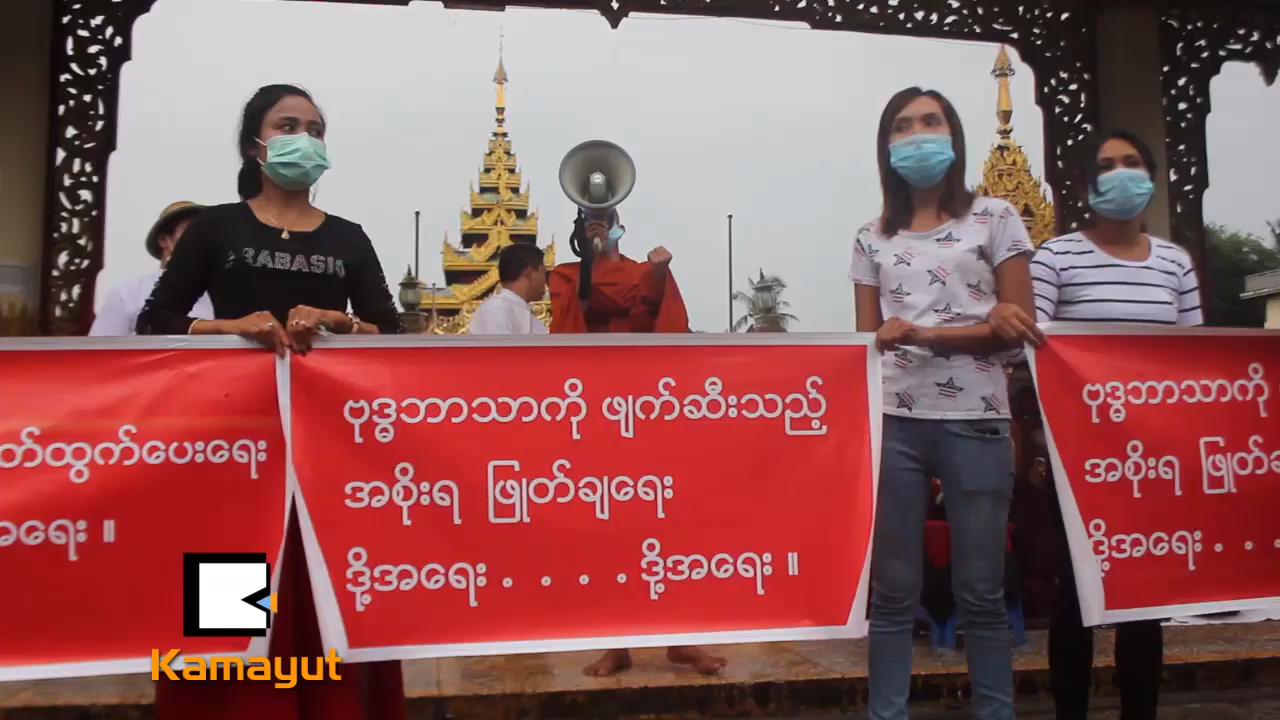 ARABASIS
တ်ထွက်ပေးရေး
အရေး ။
ဗုဒ္ဓဘာသာကို ဖျက်ဆီးသည့်
အစိုးရ ဖြုတ်ချရေး
ဒို့အရေး . . . . ဒို့အရေး ။
ဗုဒ္ဓဘာသာကို
အစိုးရ ဖြုတ်ချ
ဒို့အရေး . . .
Kamayut